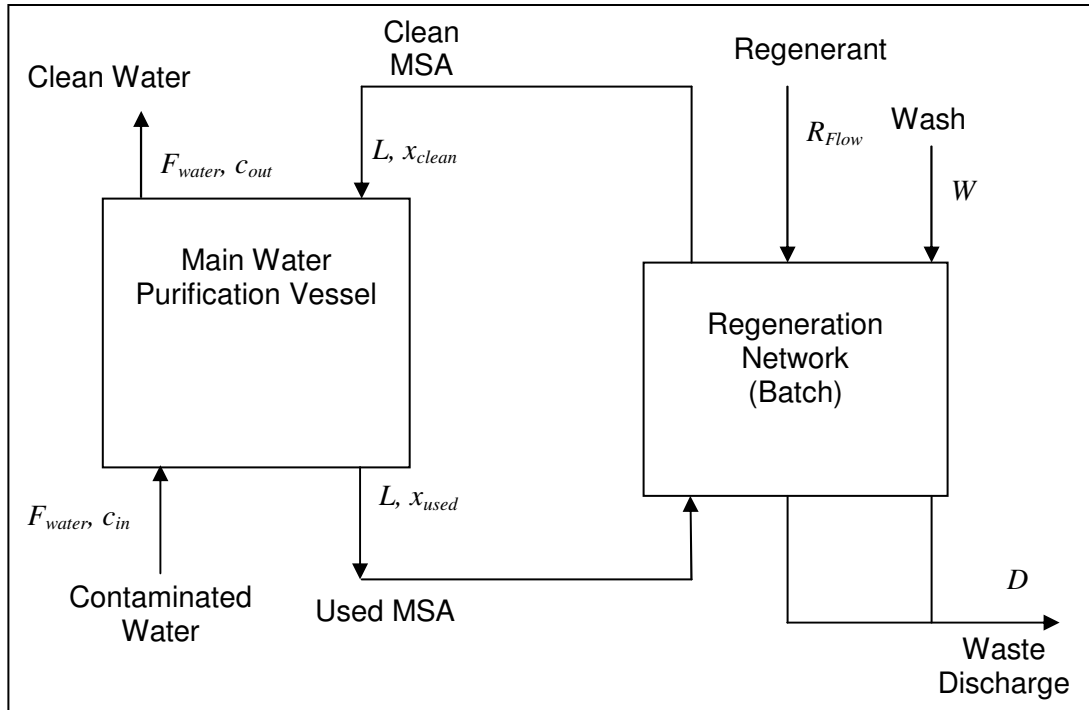 Clean
MSA
Regenerant
Clean Water
Wash
R_Flow
F_water, c_out
L, x_clean
W
Main Water
Purification Vessel
Regeneration
Network
(Batch)
F_water, c_in
L, x_used
Contaminated
Water
Used MSA
D
Waste
Discharge